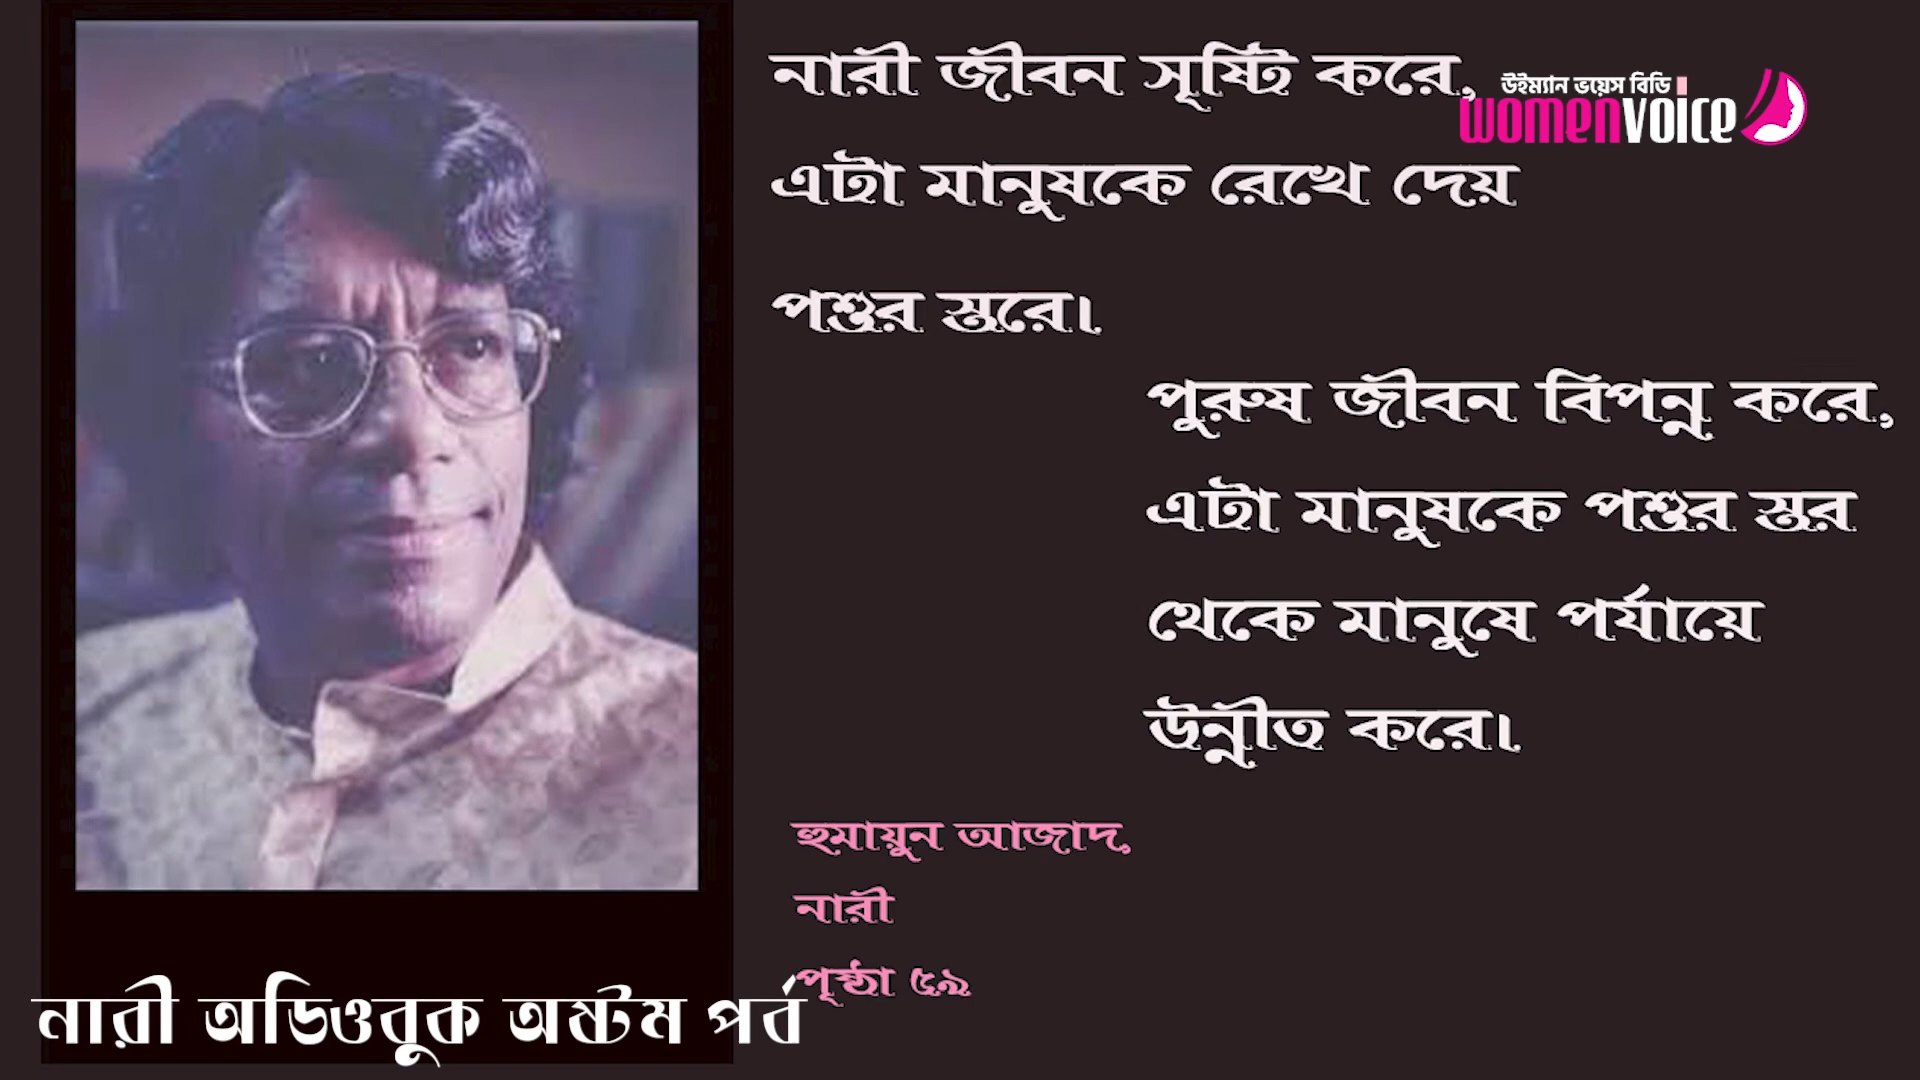 নারী জীবন সৃষ্টি করে,
উইম্যান ভয়েস বিডি
womenvoice
এটা মানুষকে রেখে দেয়
পশুর স্তরে।
পুরুষ জীবন বিপন্ন করে,
এটা মানুষকে পশুর স্তর
থেকে মানুষে পর্যায়ে
উন্নীত করে।
হুমায়ুন আজাদ,
নারী
পৃষ্ঠা ৫৯
নারী অডিওবুক অষ্টম পর্ব